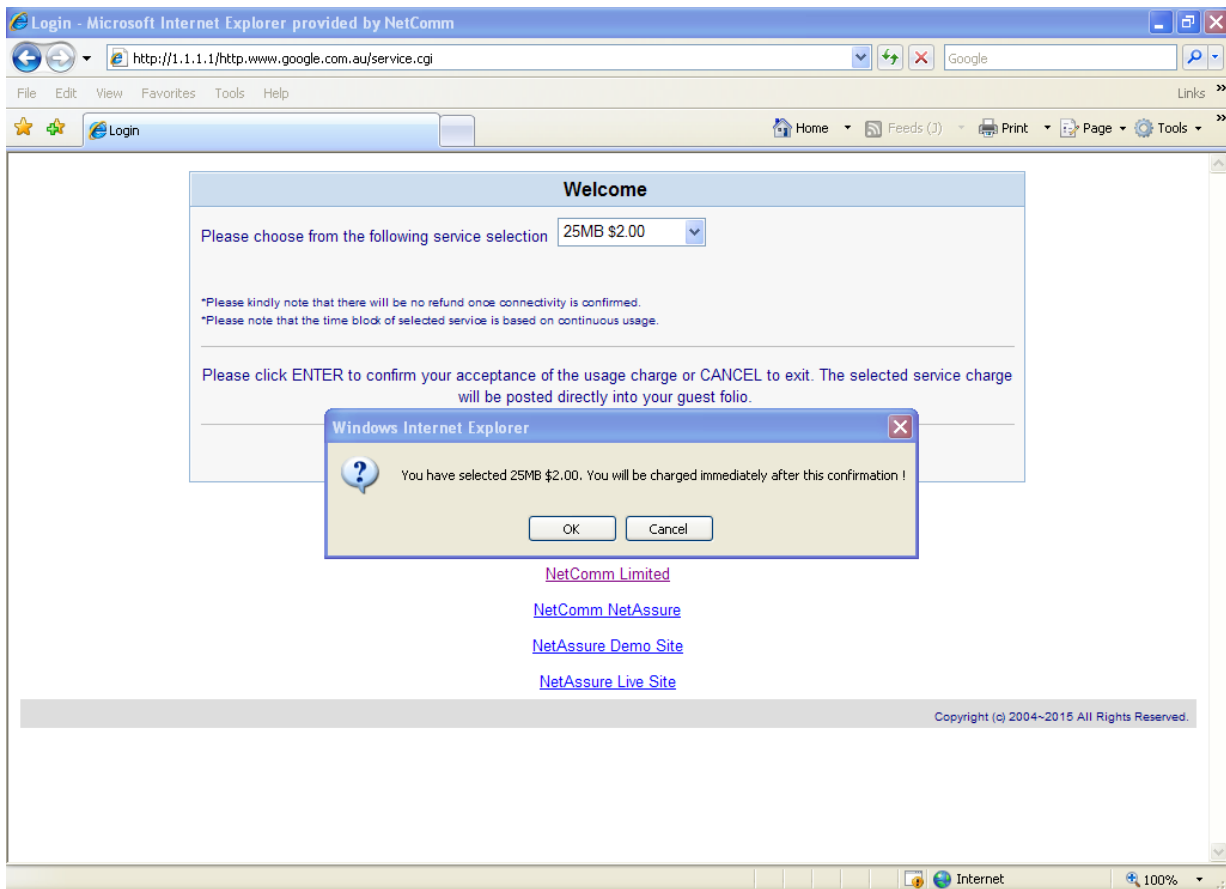 Login - Microsoft Internet Explorer provided by NetComm
http://1.1.1.1/http.www.google.com.au/service.cgi
Google
File Edit View Favorites Tools Help
Links »
Login
Home Feeds (J) Print Page Tools »
Welcome
Please choose from the following service selection 25MB $2.00
*Please kindly note that there will be no refund once connectivity is confirmed.
*Please note that the time block of selected service is based on continuous usage.
Please click ENTER to confirm your acceptance of the usage charge or CANCEL to exit. The selected service charge
will be posted directly into your guest folio.
Windows Internet Explorer
You have selected 25MB $2.00. You will be charged immediately after this confirmation !
OK Cancel
NetComm Limited
NetComm NetAssure
NetAssure Demo Site
NetAssure Live Site
Copyright (c) 2004~2015 All Rights Reserved.
Internet 100%